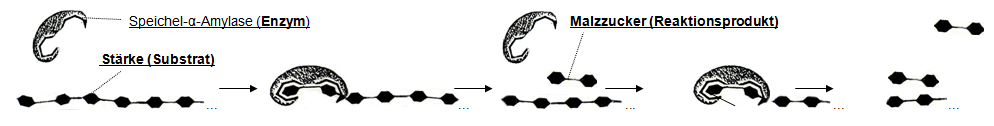 Speichel-α-Amylase (Enzym)
Malzzucker (Reaktionsprodukt)
Stärke (Substrat)
... ... ... ... ...